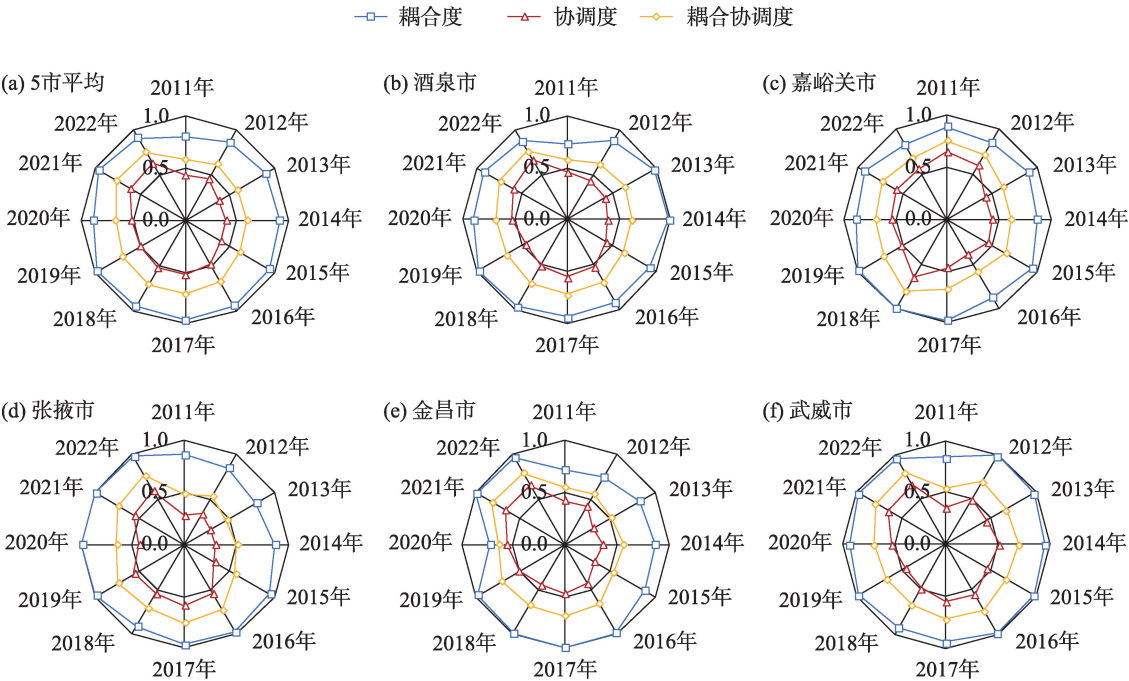 耦合度 协调度 耦合协调度
(a) 5市平均 (b) 酒泉市 (c) 嘉峪关市
2011年 2011年 2011年
2022年 1.0 2012年 2022年 1.0 2012年 2022年 1.0 2012年
2021年 0.5 2013年 2021年 0.5 2013年 2021年 0.5 2013年
2020年 0.0 2014年 2020年 0.0 2014年 2020年 0.0 2014年
2019年 2015年 2019年 2015年 2019年 2015年
2018年 2016年 2018年 2016年 2018年 2016年
2017年 2017年 2017年
(d) 张掖市 (e) 金昌市 (f) 武威市
2011年 2011年 2011年
2022年 1.0 2012年 2022年 1.0 2012年 2022年 1.0 2012年
2021年 0.5 2013年 2021年 0.5 2013年 2021年 0.5 2013年
2020年 0.0 2014年 2020年 0.0 2014年 2020年 0.0 2014年
2019年 2015年 2019年 2015年 2019年 2015年
2018年 2016年 2018年 2016年 2018年 2016年
2017年 2017年 2017年